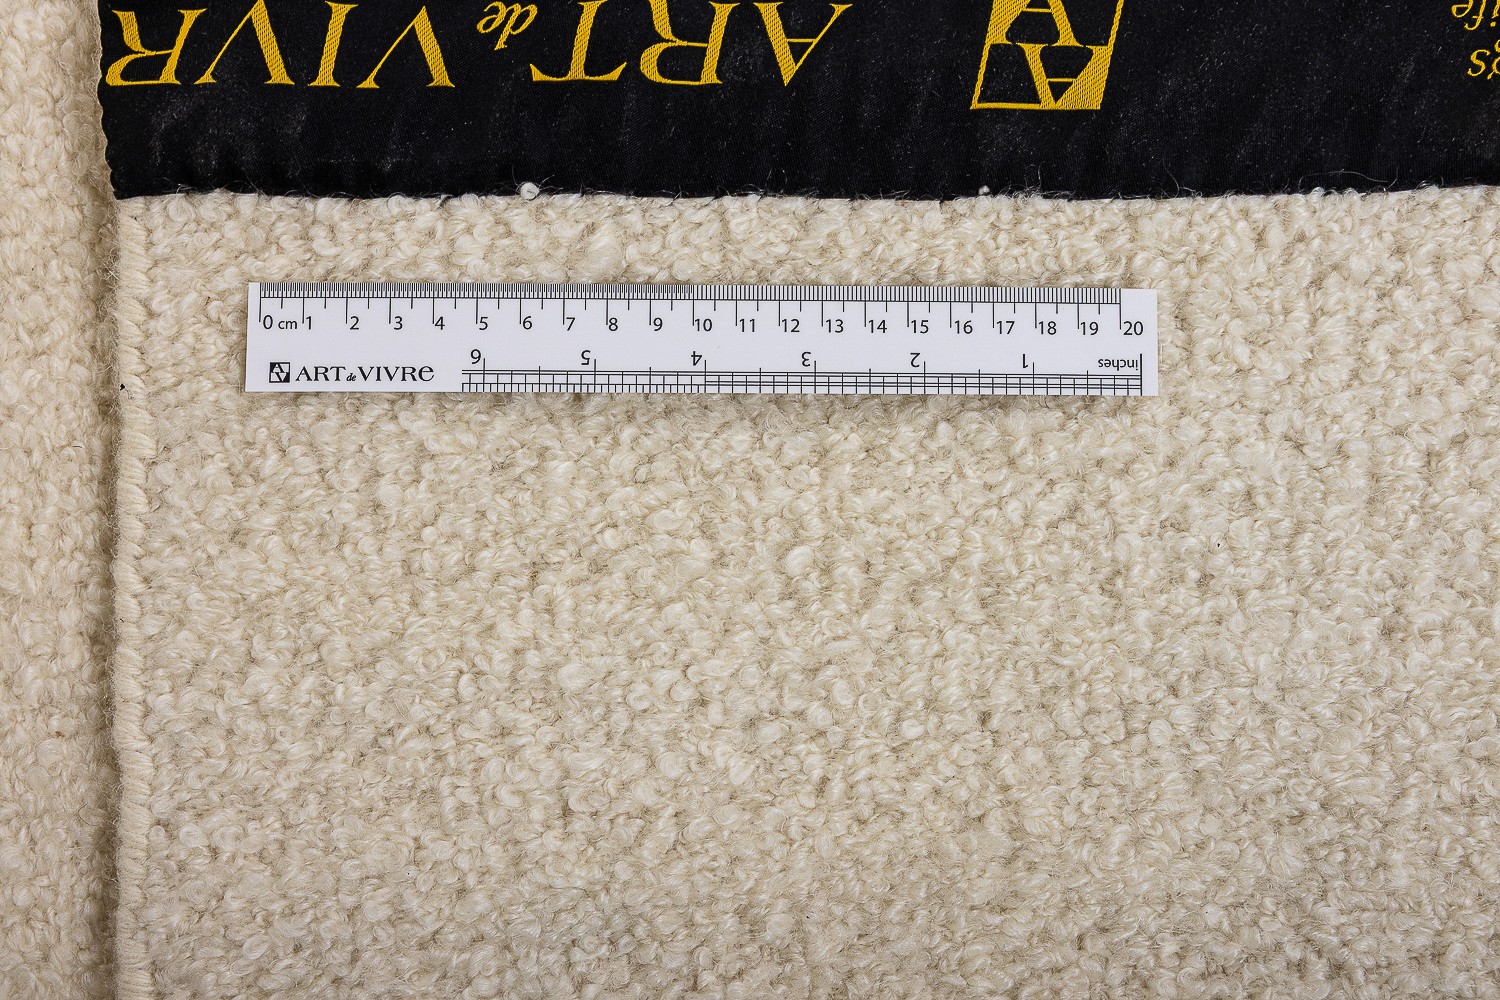 ART de VIVR
0 cm 1 2 3 4 5 6 7 8 9 10 11 12 13 14 15 16 17 18 19 20
ART de VIVRE
inches 1 2 3 4 5 6